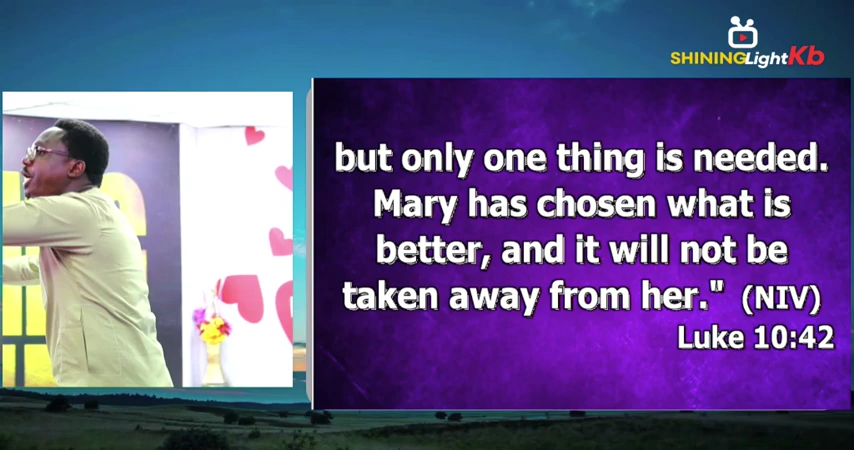 SHININGLightKb
but only one thing is needed.
Mary has chosen what is
better, and it will not be
taken away from her." (NIV)
Luke 10:42